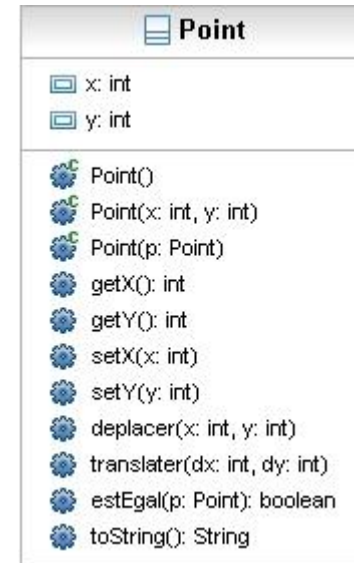 Point
x: int
y: int
Point()
Point(x: int, y: int)
Point(p: Point)
getX(): int
getY(): int
setX(x: int)
setY(y: int)
deplacer(x: int, y: int)
translater(dx: int, dy: int)
estEgal(p: Point): boolean
toString(): String